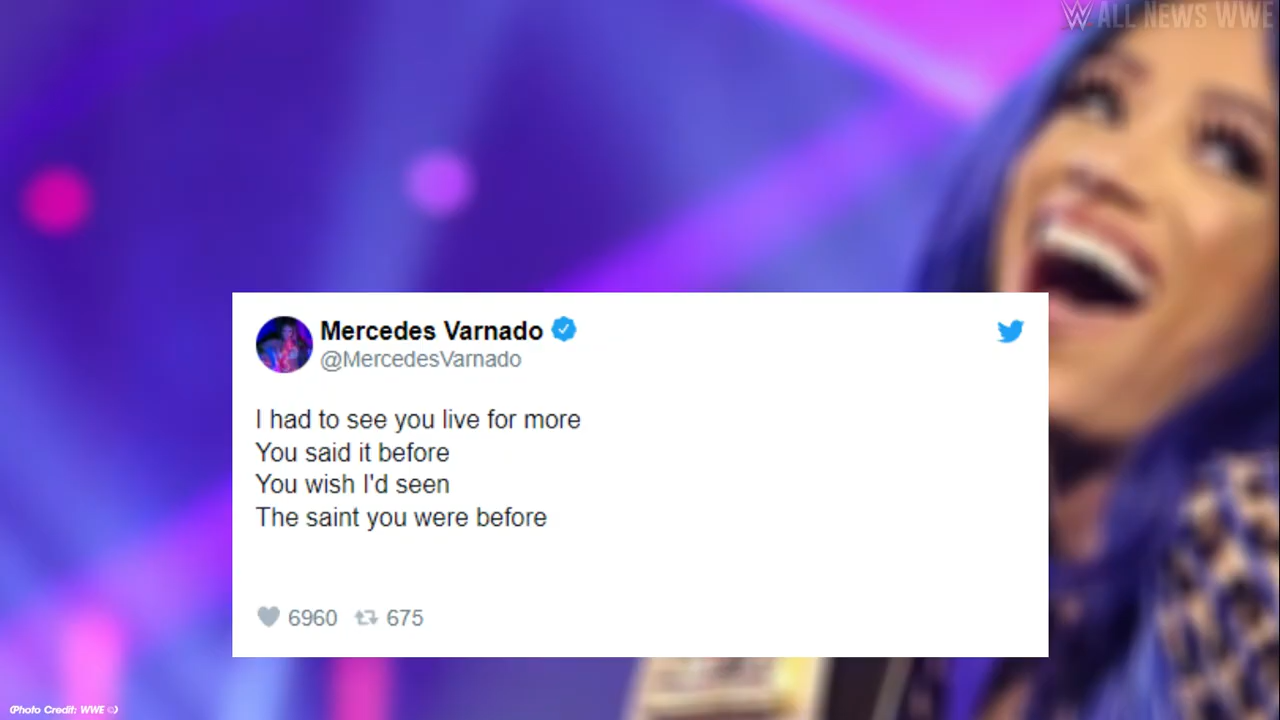 ALL NEWS WWE
Mercedes Varnado
@MercedesVarnado
I had to see you live for more
You said it before
You wish I'd seen
The saint you were before
6960 675
(Photo Credit: WWE ©)